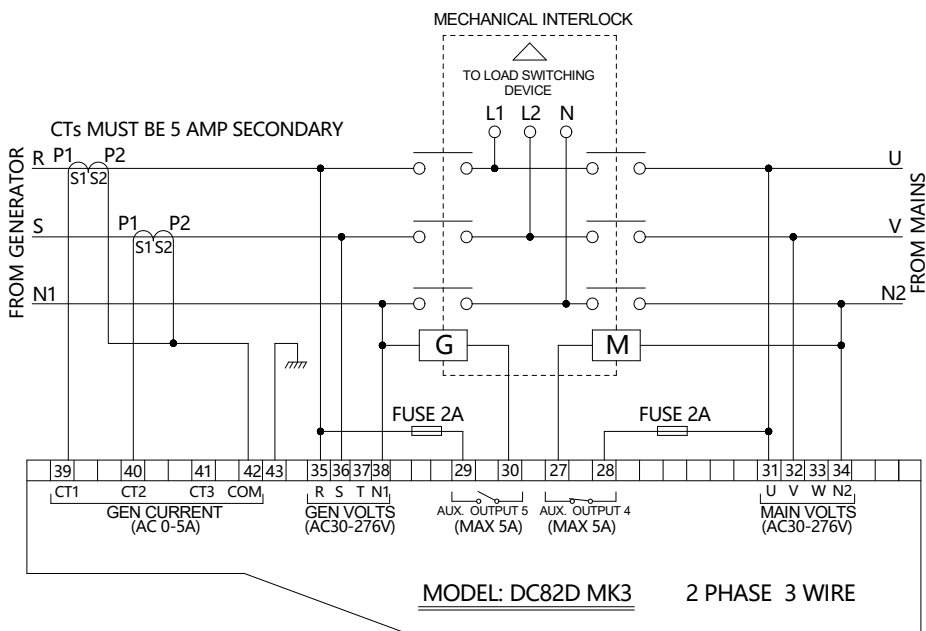 MECHANICAL INTERLOCK
TO LOAD SWITCHING
DEVICE
L1 L2 N
CTs MUST BE 5 AMP SECONDARY
FROM GENERATOR
R P1 P2
S1 S2
S P1 P2
S1 S2
N1
U
V
N2
FROM MAINS
G M
FUSE 2A FUSE 2A
39 40 41 42 43 35 36 37 38 29 30 27 28 31 32 33 34
CT1 CT2 CT3 COM R S T N1 U V W N2
GEN CURRENT
(AC 0-5A)
GEN VOLTS
(AC30-276V)
AUX. OUTPUT 5
(MAX 5A)
AUX. OUTPUT 4
(MAX 5A)
MAIN VOLTS
(AC30-276V)
MODEL: DC82D MK3 2 PHASE 3 WIRE